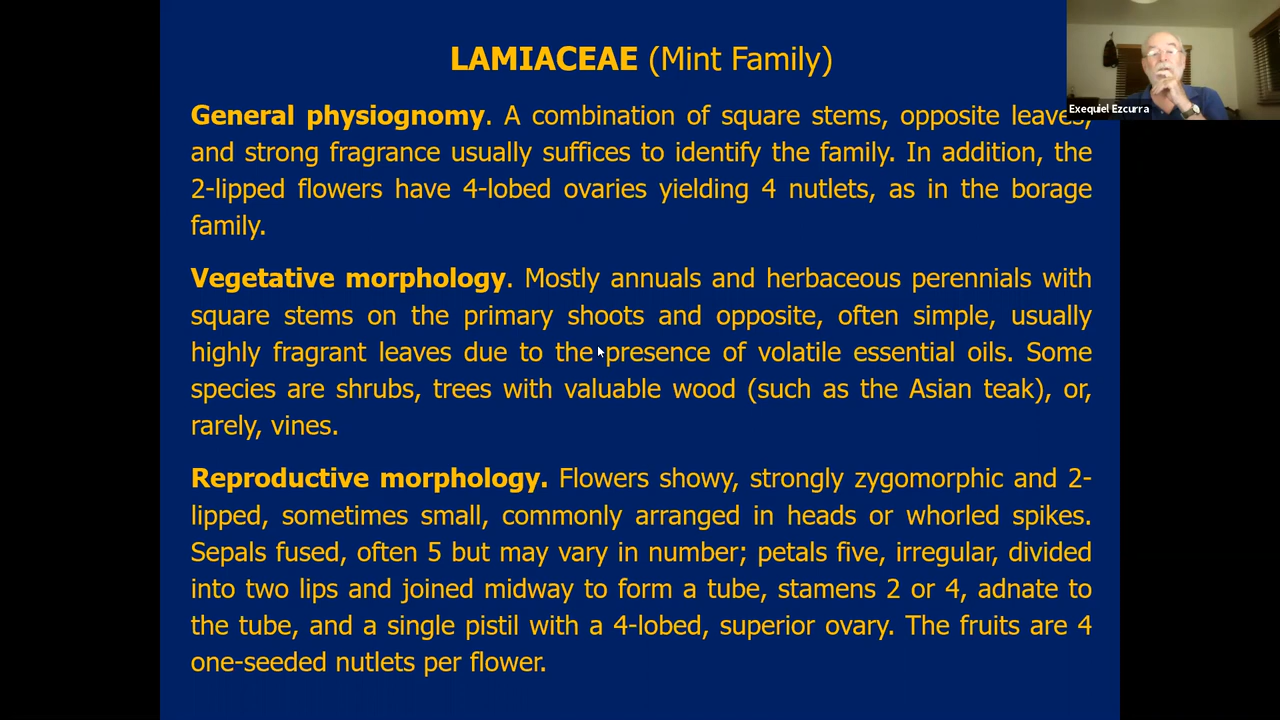 LAMIACEAE (Mint Family)
Exequiel Ezcurra
General physiognomy. A combination of square stems, opposite leaves,
and strong fragrance usually suffices to identify the family. In addition, the
2-lipped flowers have 4-lobed ovaries yielding 4 nutlets, as in the borage
family.
Vegetative morphology. Mostly annuals and herbaceous perennials with
square stems on the primary shoots and opposite, often simple, usually
highly fragrant leaves due to the presence of volatile essential oils. Some
species are shrubs, trees with valuable wood (such as the Asian teak), or,
rarely, vines.
Reproductive morphology. Flowers showy, strongly zygomorphic and 2-
lipped, sometimes small, commonly arranged in heads or whorled spikes.
Sepals fused, often 5 but may vary in number; petals five, irregular, divided
into two lips and joined midway to form a tube, stamens 2 or 4, adnate to
the tube, and a single pistil with a 4-lobed, superior ovary. The fruits are 4
one-seeded nutlets per flower.